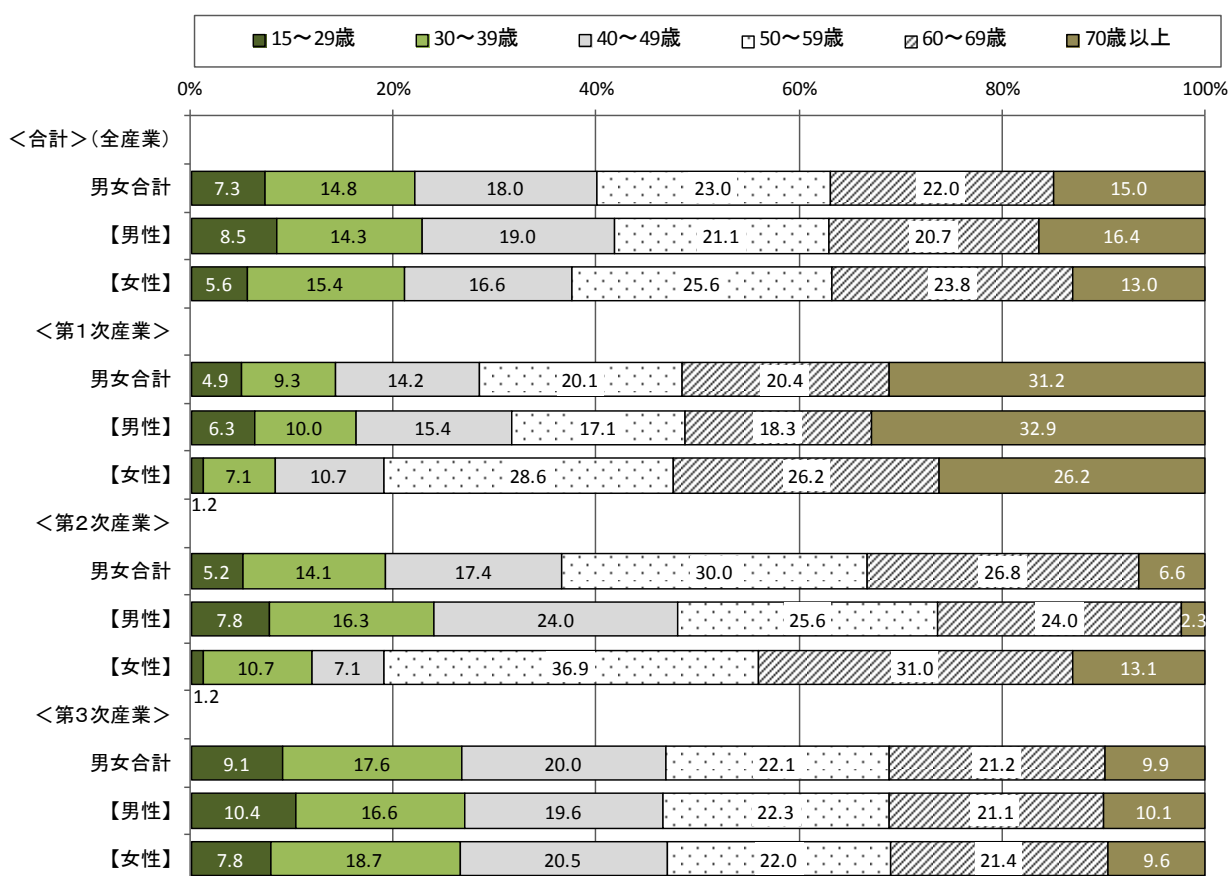 15～29歳 30～39歳 40～49歳 50～59歳 60～69歳 70歳以上
0% 20% 40% 60% 80% 100%
＜合計＞(全産業)
男女合計 7.3 14.8 18.0 23.0 22.0 15.0
【男性】 8.5 14.3 19.0 21.1 20.7 16.4
【女性】 5.6 15.4 16.6 25.6 23.8 13.0
＜第１次産業＞
男女合計 4.9 9.3 14.2 20.1 20.4 31.2
【男性】 6.3 10.0 15.4 17.1 18.3 32.9
【女性】 7.1 10.7 28.6 26.2 26.2
1.2
＜第２次産業＞
男女合計 5.2 14.1 17.4 30.0 26.8 6.6
【男性】 7.8 16.3 24.0 25.6 24.0 2.3
【女性】 10.7 7.1 36.9 31.0 13.1
1.2
＜第３次産業＞
男女合計 9.1 17.6 20.0 22.1 21.2 9.9
【男性】 10.4 16.6 19.6 22.3 21.1 10.1
【女性】 7.8 18.7 20.5 22.0 21.4 9.6